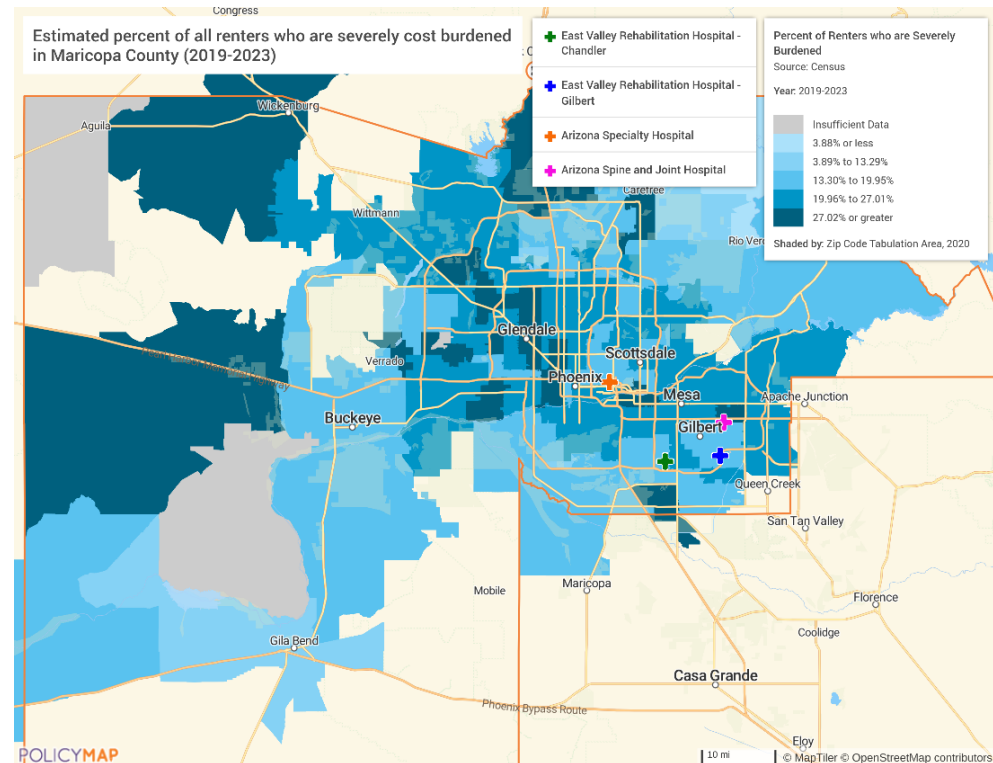 Congress
Estimated percent of all renters who are severely cost burdened
in Maricopa County (2019-2023)
East Valley Rehabilitation Hospital -
Chandler
East Valley Rehabilitation Hospital -
Gilbert
Arizona Specialty Hospital
Arizona Spine and Joint Hospital
Percent of Renters who are Severely
Burdened
Source: Census
Year: 2019-2023
Insufficient Data
3.88% or less
3.89% to 13.29%
13.30% to 19.95%
19.96% to 27.01%
27.02% or greater
Shaded by: Zip Code Tabulation Area, 2020
Wickenburg
Aguila
Carefree
Wittmann
Rio Ver
Glendale
Scottsdale
Verrado
Phoenix
Mesa
Apache Junction
Buckeye
Gilbert
Queen Creek
San Tan Valley
Maricopa
Mobile
Florence
Coolidge
Gila Bend
Casa Grande
Phoenix Bypass Route
Eloy
POLICYMAP
10 mi
© MapTiler © OpenStreetMap contributors